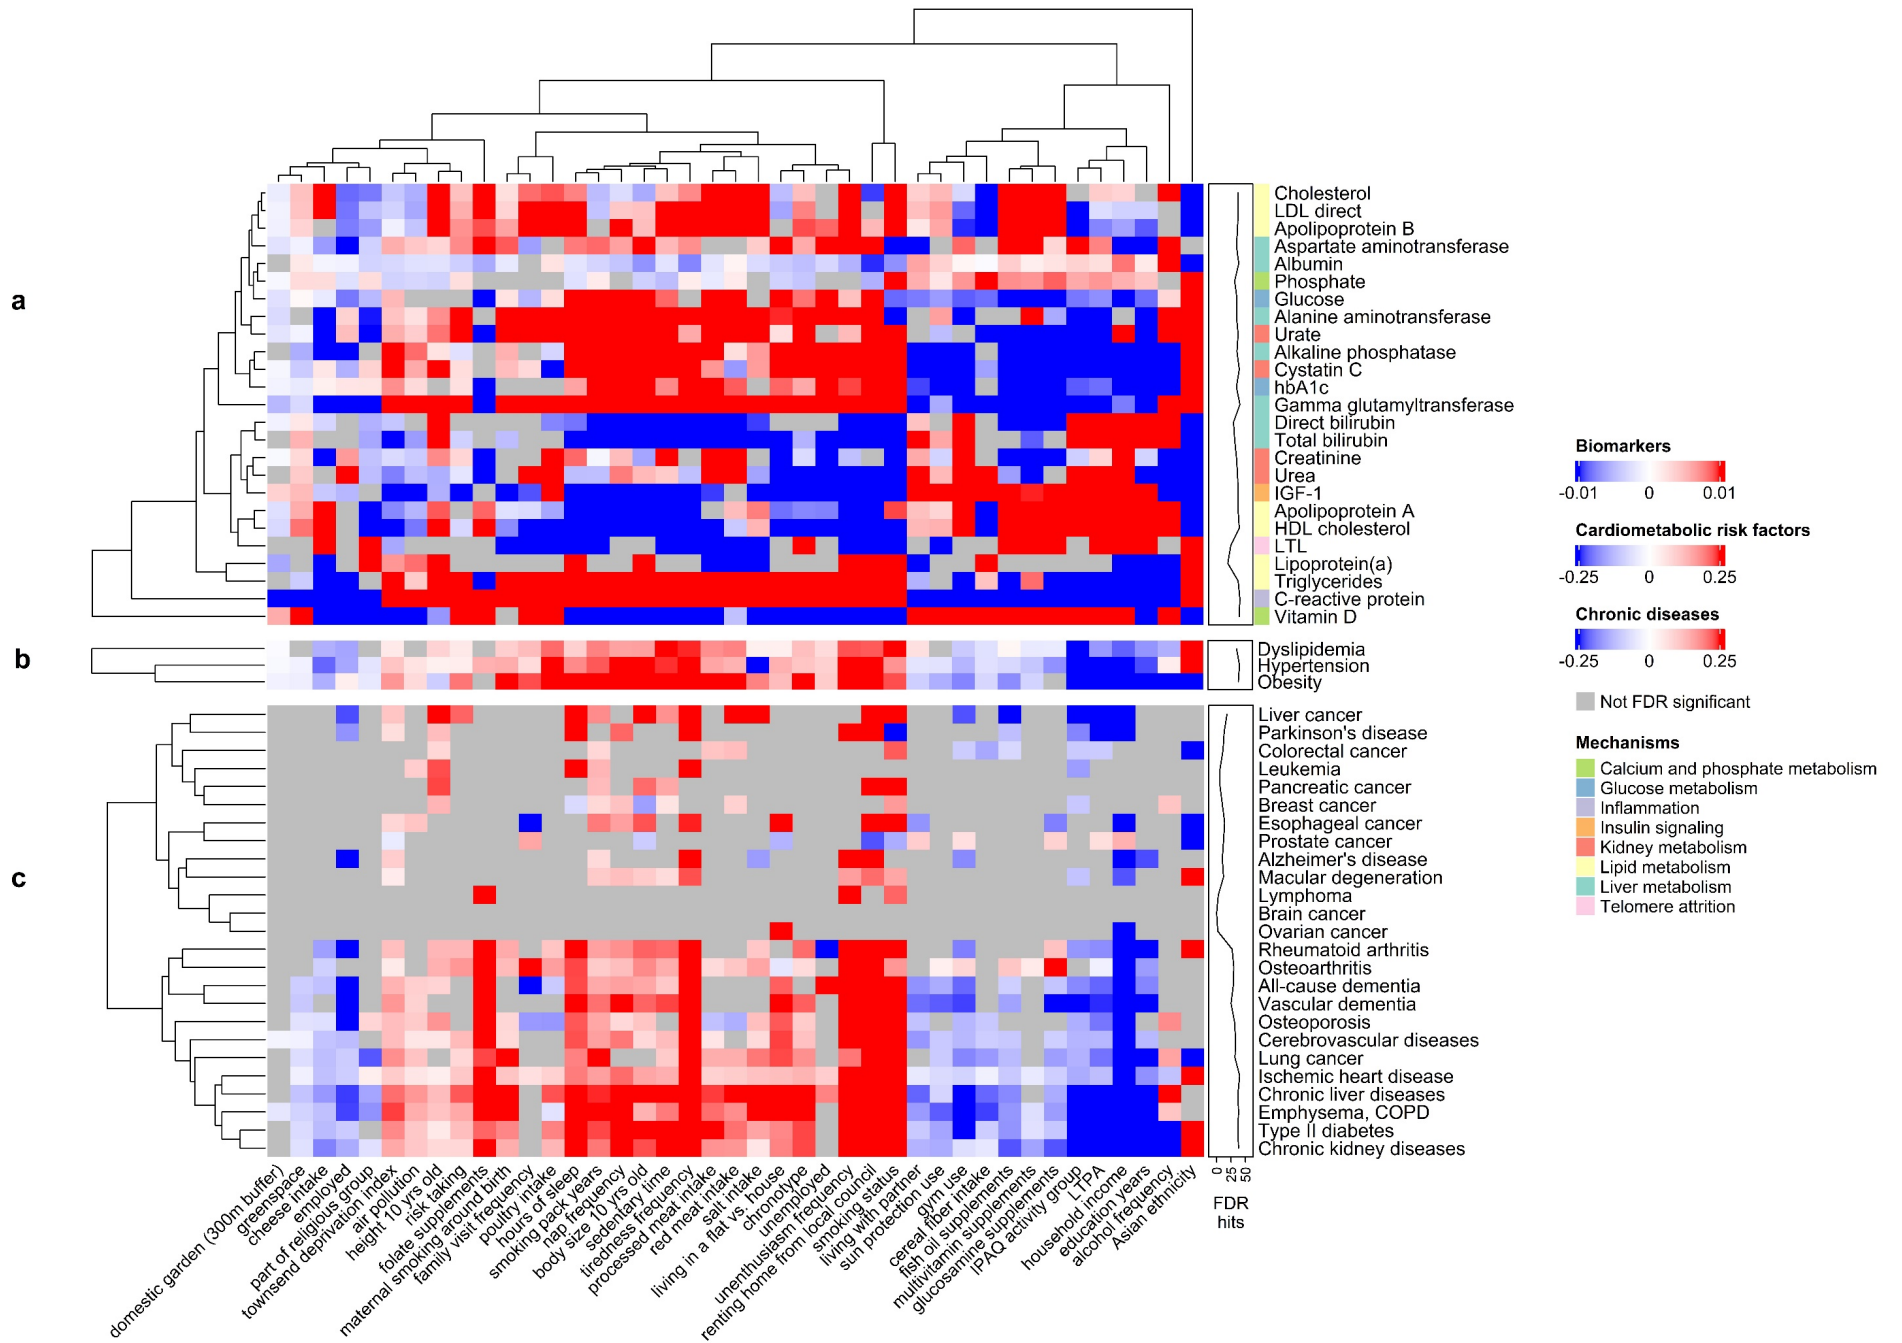 a
Cholesterol
LDL direct
Apolipoprotein B
Aspartate aminotransferase
Albumin
Phosphate
Glucose
Alanine aminotransferase
Urate
Alkaline phosphatase
Cystatin C
hbA1c
Gamma glutamyltransferase
Direct bilirubin
Total bilirubin
Creatinine
Urea
IGF-1
Apolipoprotein A
HDL cholesterol
LTL
Lipoprotein(a)
Triglycerides
C-reactive protein
Vitamin D
b
Dyslipidemia
Hypertension
Obesity
c
Liver cancer
Parkinson's disease
Colorectal cancer
Leukemia
Pancreatic cancer
Breast cancer
Esophageal cancer
Prostate cancer
Alzheimer's disease
Macular degeneration
Lymphoma
Brain cancer
Ovarian cancer
Rheumatoid arthritis
Osteoarthritis
All-cause dementia
Vascular dementia
Osteoporosis
Cerebrovascular diseases
Lung cancer
Ischemic heart disease
Chronic liver diseases
Emphysema, COPD
Type II diabetes
Chronic kidney diseases
domestic garden (300m buffer)
greenspace
cheese intake
employed
part of religious group
townsend deprivation index
air pollution
height 10 yrs old
risk taking
folate supplements
maternal smoking around birth
family visit frequency
poultry intake
hours of sleep
smoking pack years
nap frequency
body size 10 yrs old
sedentary time
tiredness frequency
processed meat intake
red meat intake
salt intake
living in a flat vs. house
chronotype
unemployed
unenthusiasm frequency
renting home from local council
smoking status
living with partner
sun protection use
gym use
cereal fiber intake
fish oil supplements
multivitamin supplements
glucosamine supplements
IPAQ activity group
LTPA
household income
education years
alcohol frequency
Asian ethnicity
0
25
50
FDR
hits
Biomarkers
-0.01 0 0.01
Cardiometabolic risk factors
-0.25 0 0.25
Chronic diseases
-0.25 0 0.25
Not FDR significant
Mechanisms
Calcium and phosphate metabolism
Glucose metabolism
Inflammation
Insulin signaling
Kidney metabolism
Lipid metabolism
Liver metabolism
Telomere attrition